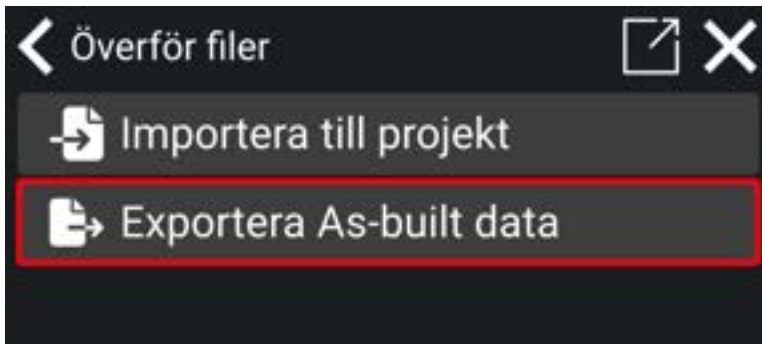 Överför filer
Importera till projekt
Exportera As-built data